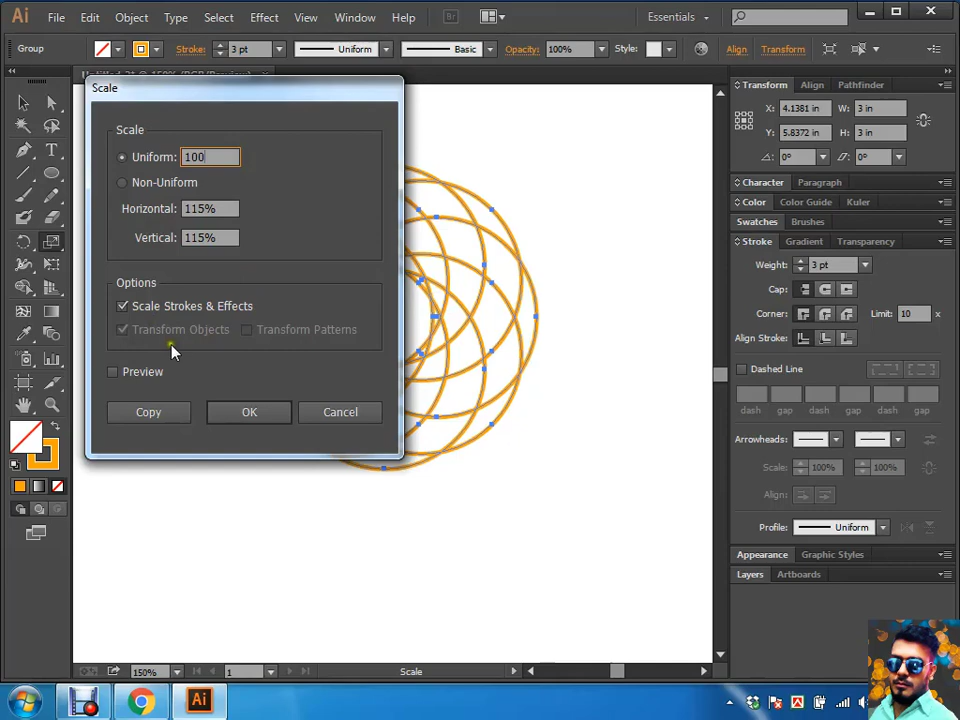 Ai File Edit Object Type Select Effect View Window Help Br Essentials
Group Stroke: 3 pt Uniform Basic Opacity: 100% Style: Align Transform
Scale
Scale
Uniform: 100
Non-Uniform
Horizontal: 115%
Vertical: 115%
Options
Scale Strokes & Effects
Transform Objects Transform Patterns
Preview
Copy OK Cancel
Transform Align Pathfinder
X: 4.1381 in W: 3 in
Y: 5.8372 in H: 3 in
0° 0°
Character Paragraph
Color Color Guide Kuler
Swatches Brushes
Stroke Gradient Transparency
Weight: 3 pt
Cap:
Corner: Limit: 10 x
Align Stroke:
Dashed Line
dash gap dash gap dash gap
Arrowheads:
Scale: 100% 100%
Align:
Profile: Uniform
Appearance Graphic Styles
Layers Artboards
150% 1 Scale
Ai